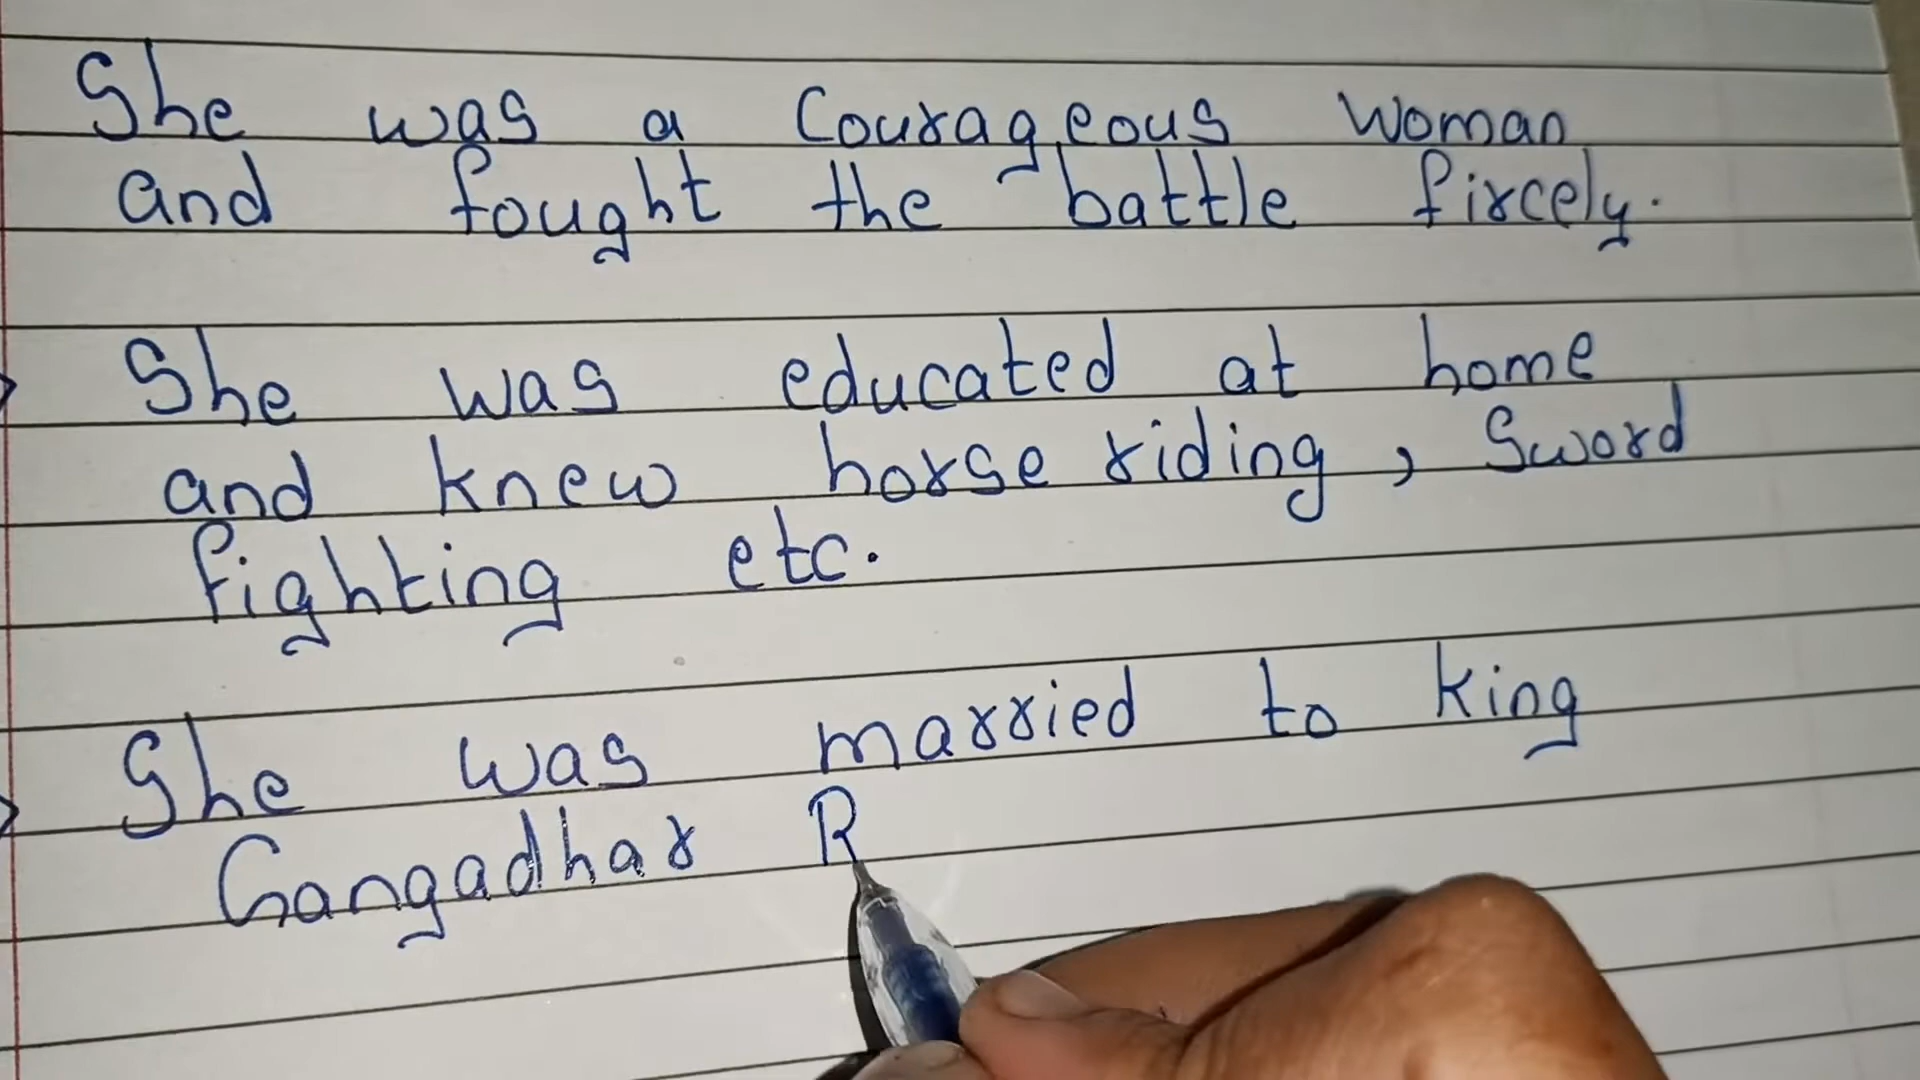 She was a Courageous Woman
and fought the battle fircely.
She was educated at home
and knew horse riding, Sword
fighting etc.
She was married to king
Gangadhar R